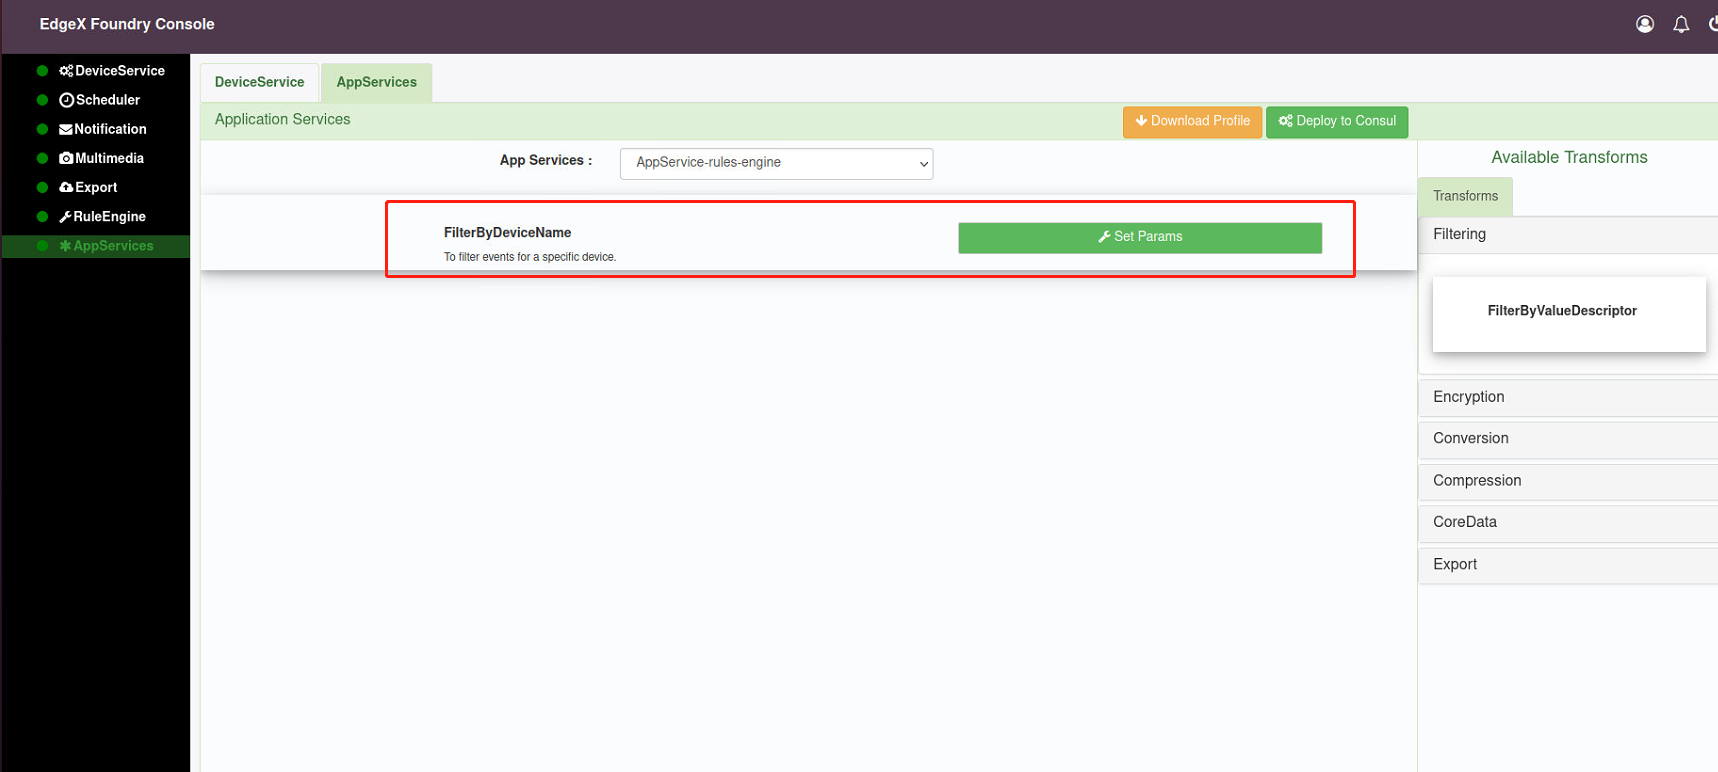 EdgeX Foundry Console
DeviceService
Scheduler
Notification
Multimedia
Export
RuleEngine
AppServices
DeviceService
AppServices
Application Services
Download Profile
Deploy to Consul
App Services :
AppService-rules-engine
FilterByDeviceName
To filter events for a specific device.
Set Params
Available Transforms
Transforms
Filtering
FilterByValueDescriptor
Encryption
Conversion
Compression
CoreData
Export